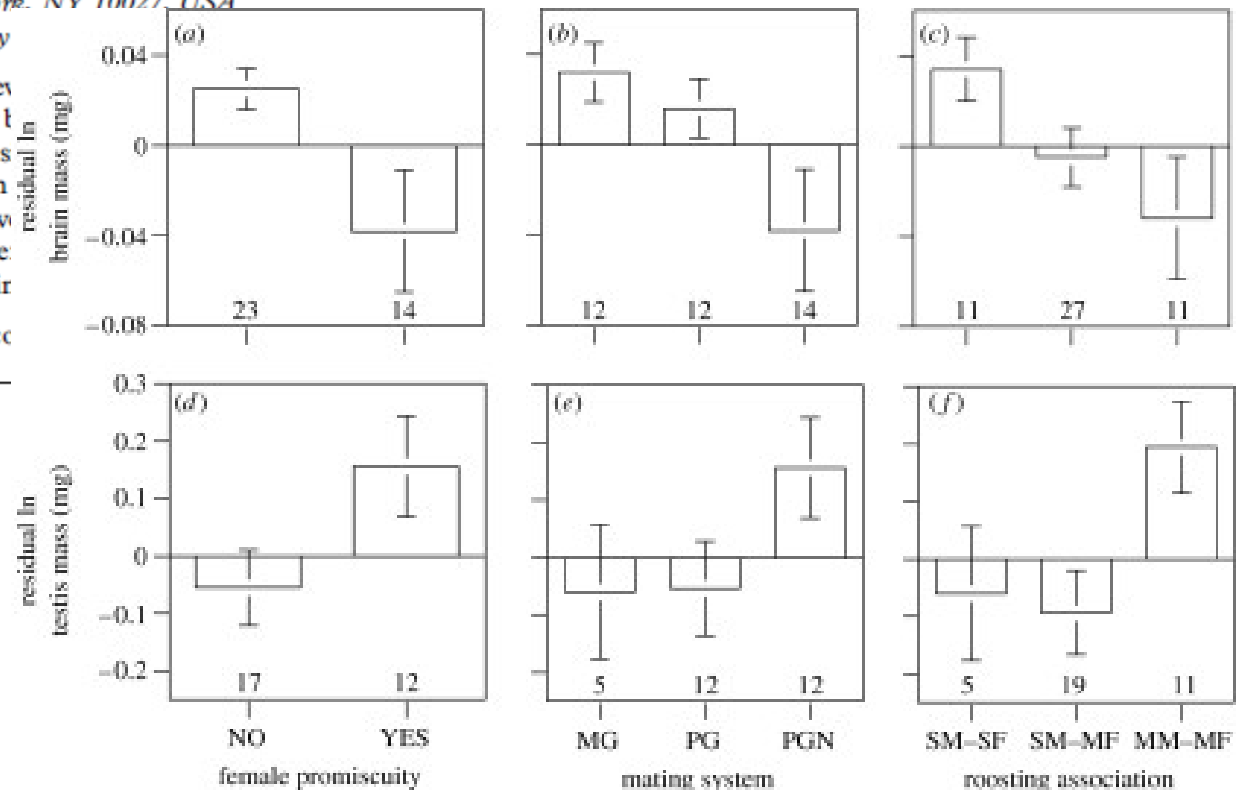 NY 10027, USA
(a) (b) (c)
0.04
0
−0.04
−0.08
residual ln
brain mass (mg)
23 14 12 12 14 11 27 11
(d) (e) (f)
0.3
0.2
0.1
0
−0.1
−0.2
residual ln
testis mass (mg)
17 12 5 12 12 5 19 11
NO YES MG PG PGN SM–SF SM–MF MM–MF
female promiscuity mating system roosting association